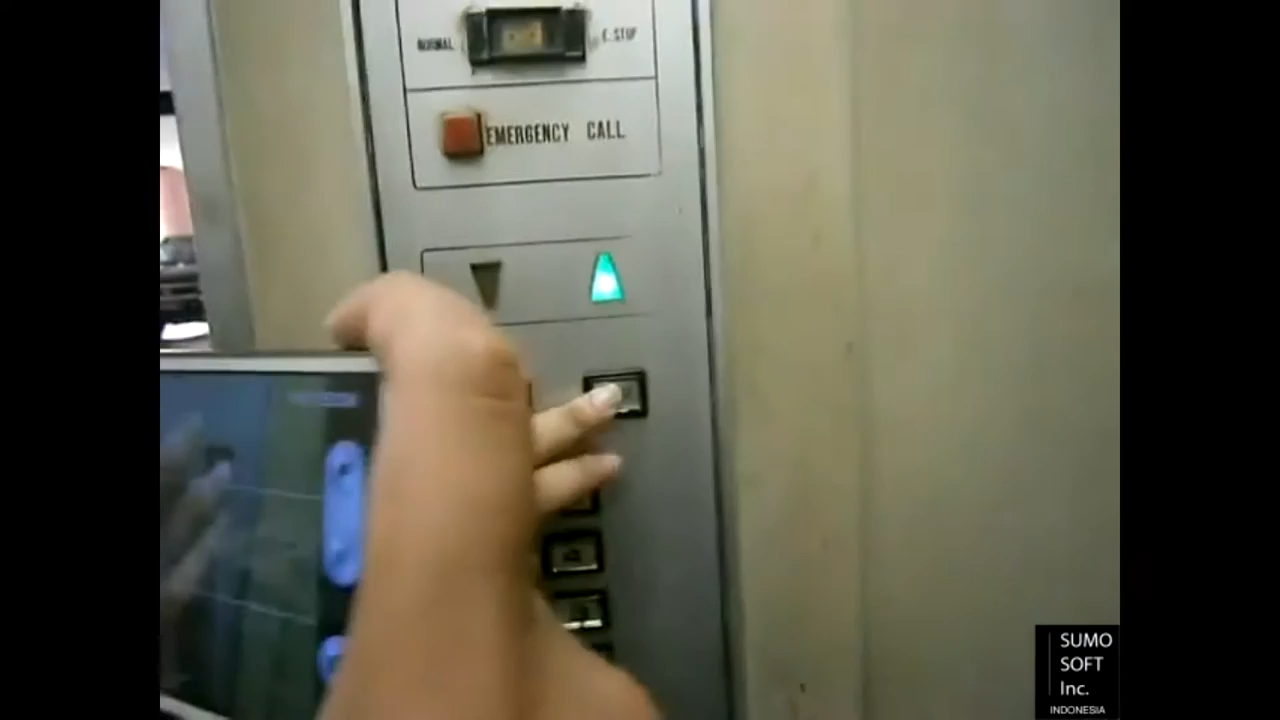 NORMAL E. STOP
EMERGENCY CALL
SUMO
SOFT
Inc.
INDONESIA